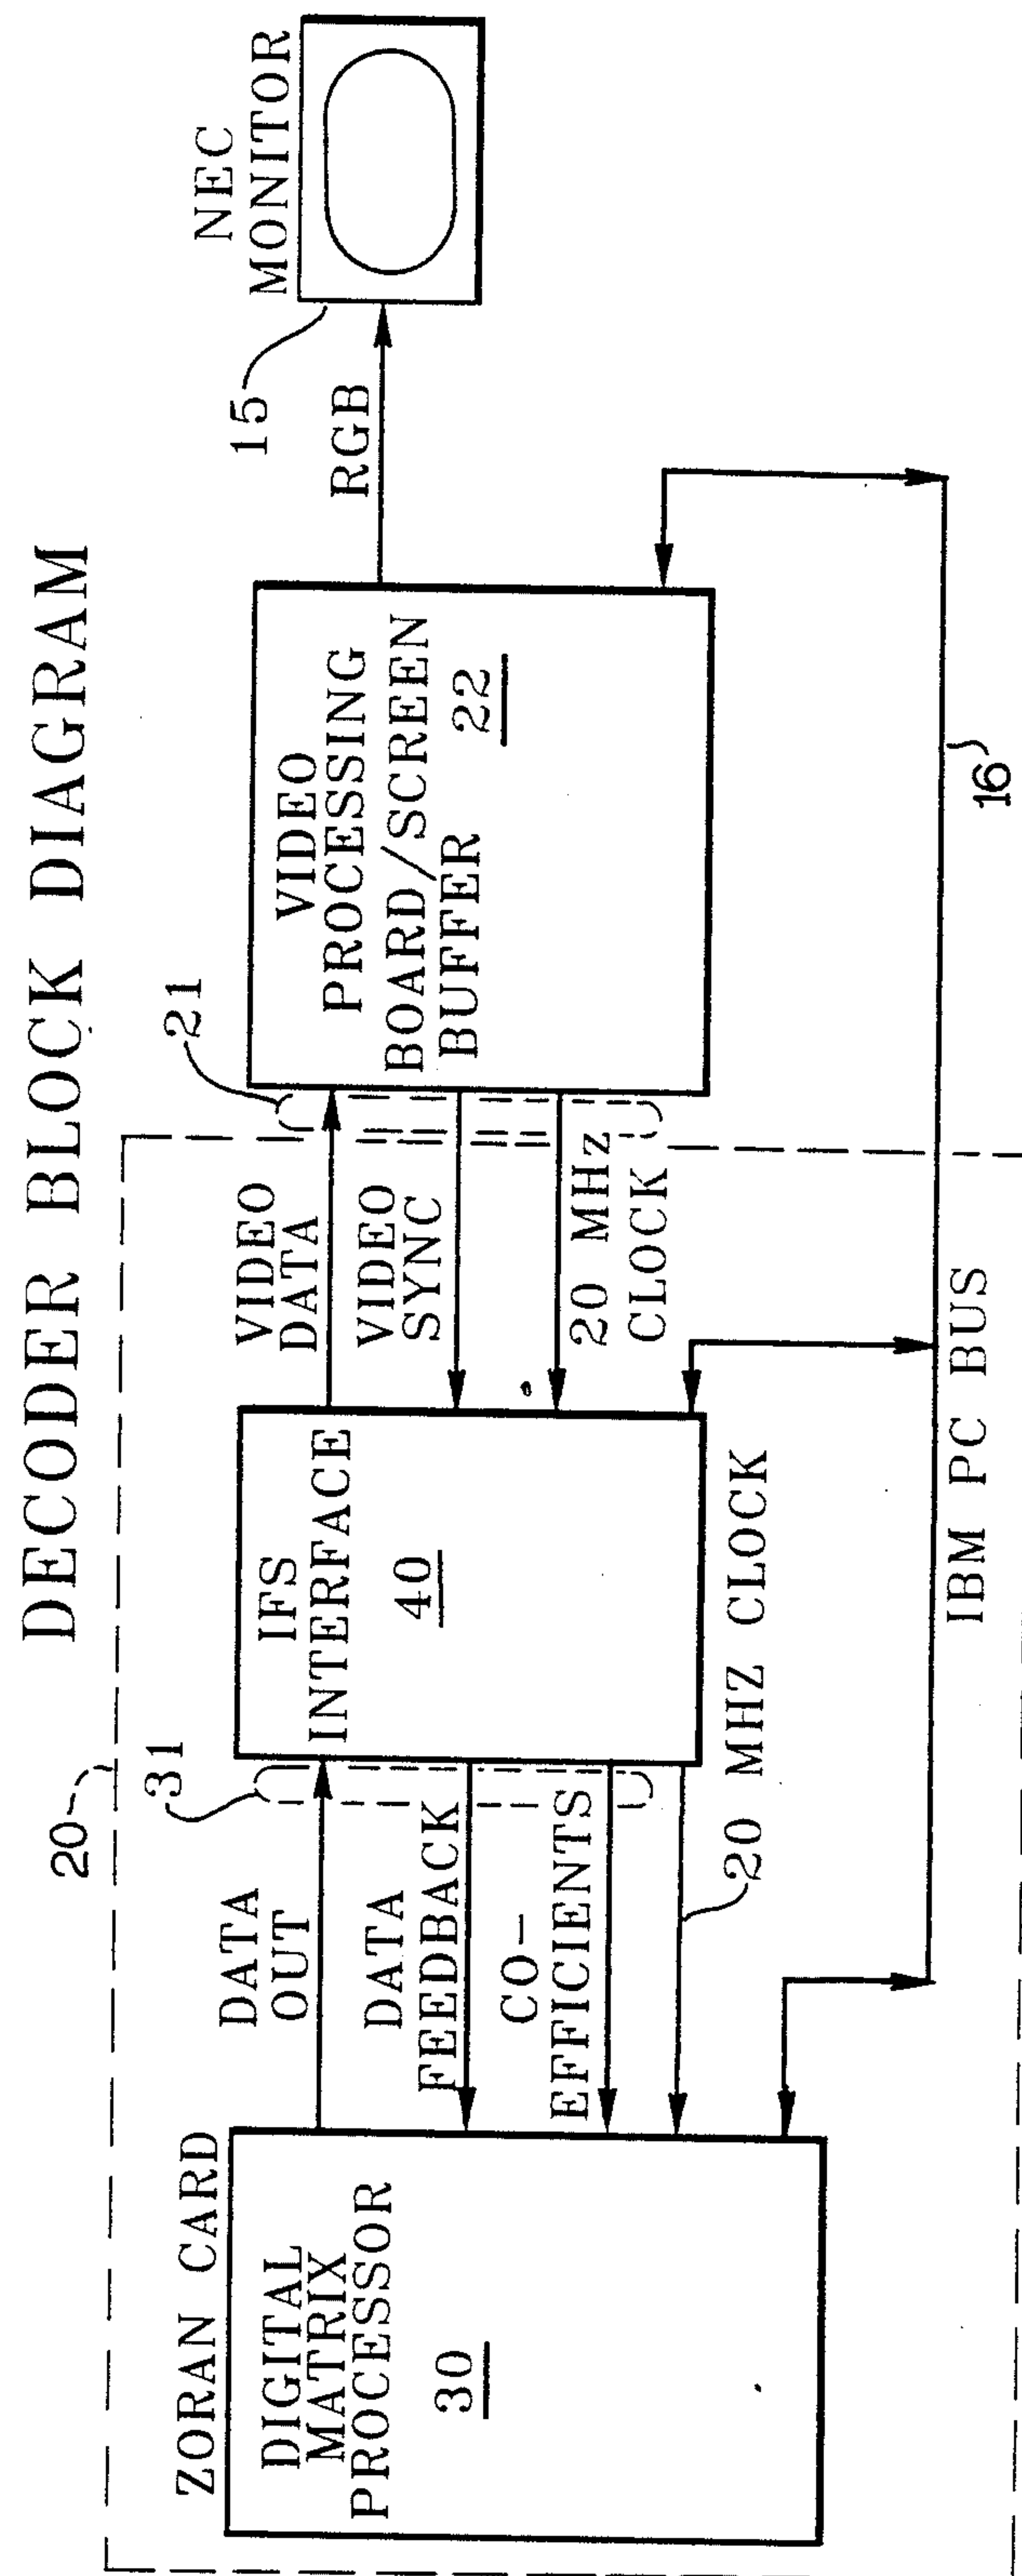 DECODER BLOCK DIAGRAM
20
ZORAN CARD
DIGITAL
MATRIX
PROCESSOR
30
DATA
OUT
DATA
FEEDBACK
CO-
EFFICIENTS
20 MHZ CLOCK
31
IFS
INTERFACE
40
VIDEO
DATA
VIDEO
SYNC
20 MHz
CLOCK
21
VIDEO
PROCESSING
BOARD/SCREEN
BUFFER
22
RGB
15
NEC
MONITOR
IBM PC BUS
16